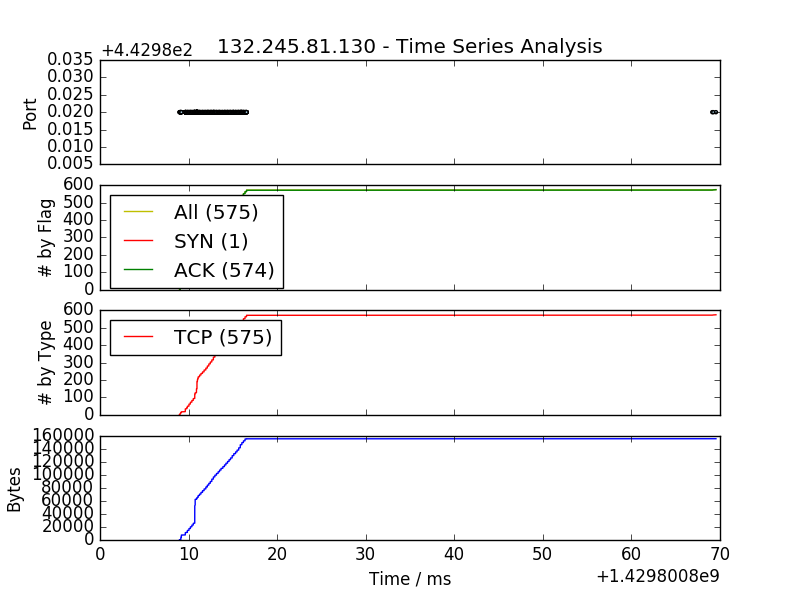 +4.4298e2
132.245.81.130 - Time Series Analysis
0.035
0.030
0.025
0.020
0.015
0.010
0.005
Port
600
500
400
300
200
100
0
# by Flag
All (575)
SYN (1)
ACK (574)
600
500
400
300
200
100
0
# by Type
TCP (575)
160000
140000
120000
100000
80000
60000
40000
20000
0
Bytes
0 10 20 30 40 50 60 70
Time / ms
+1.4298008e9